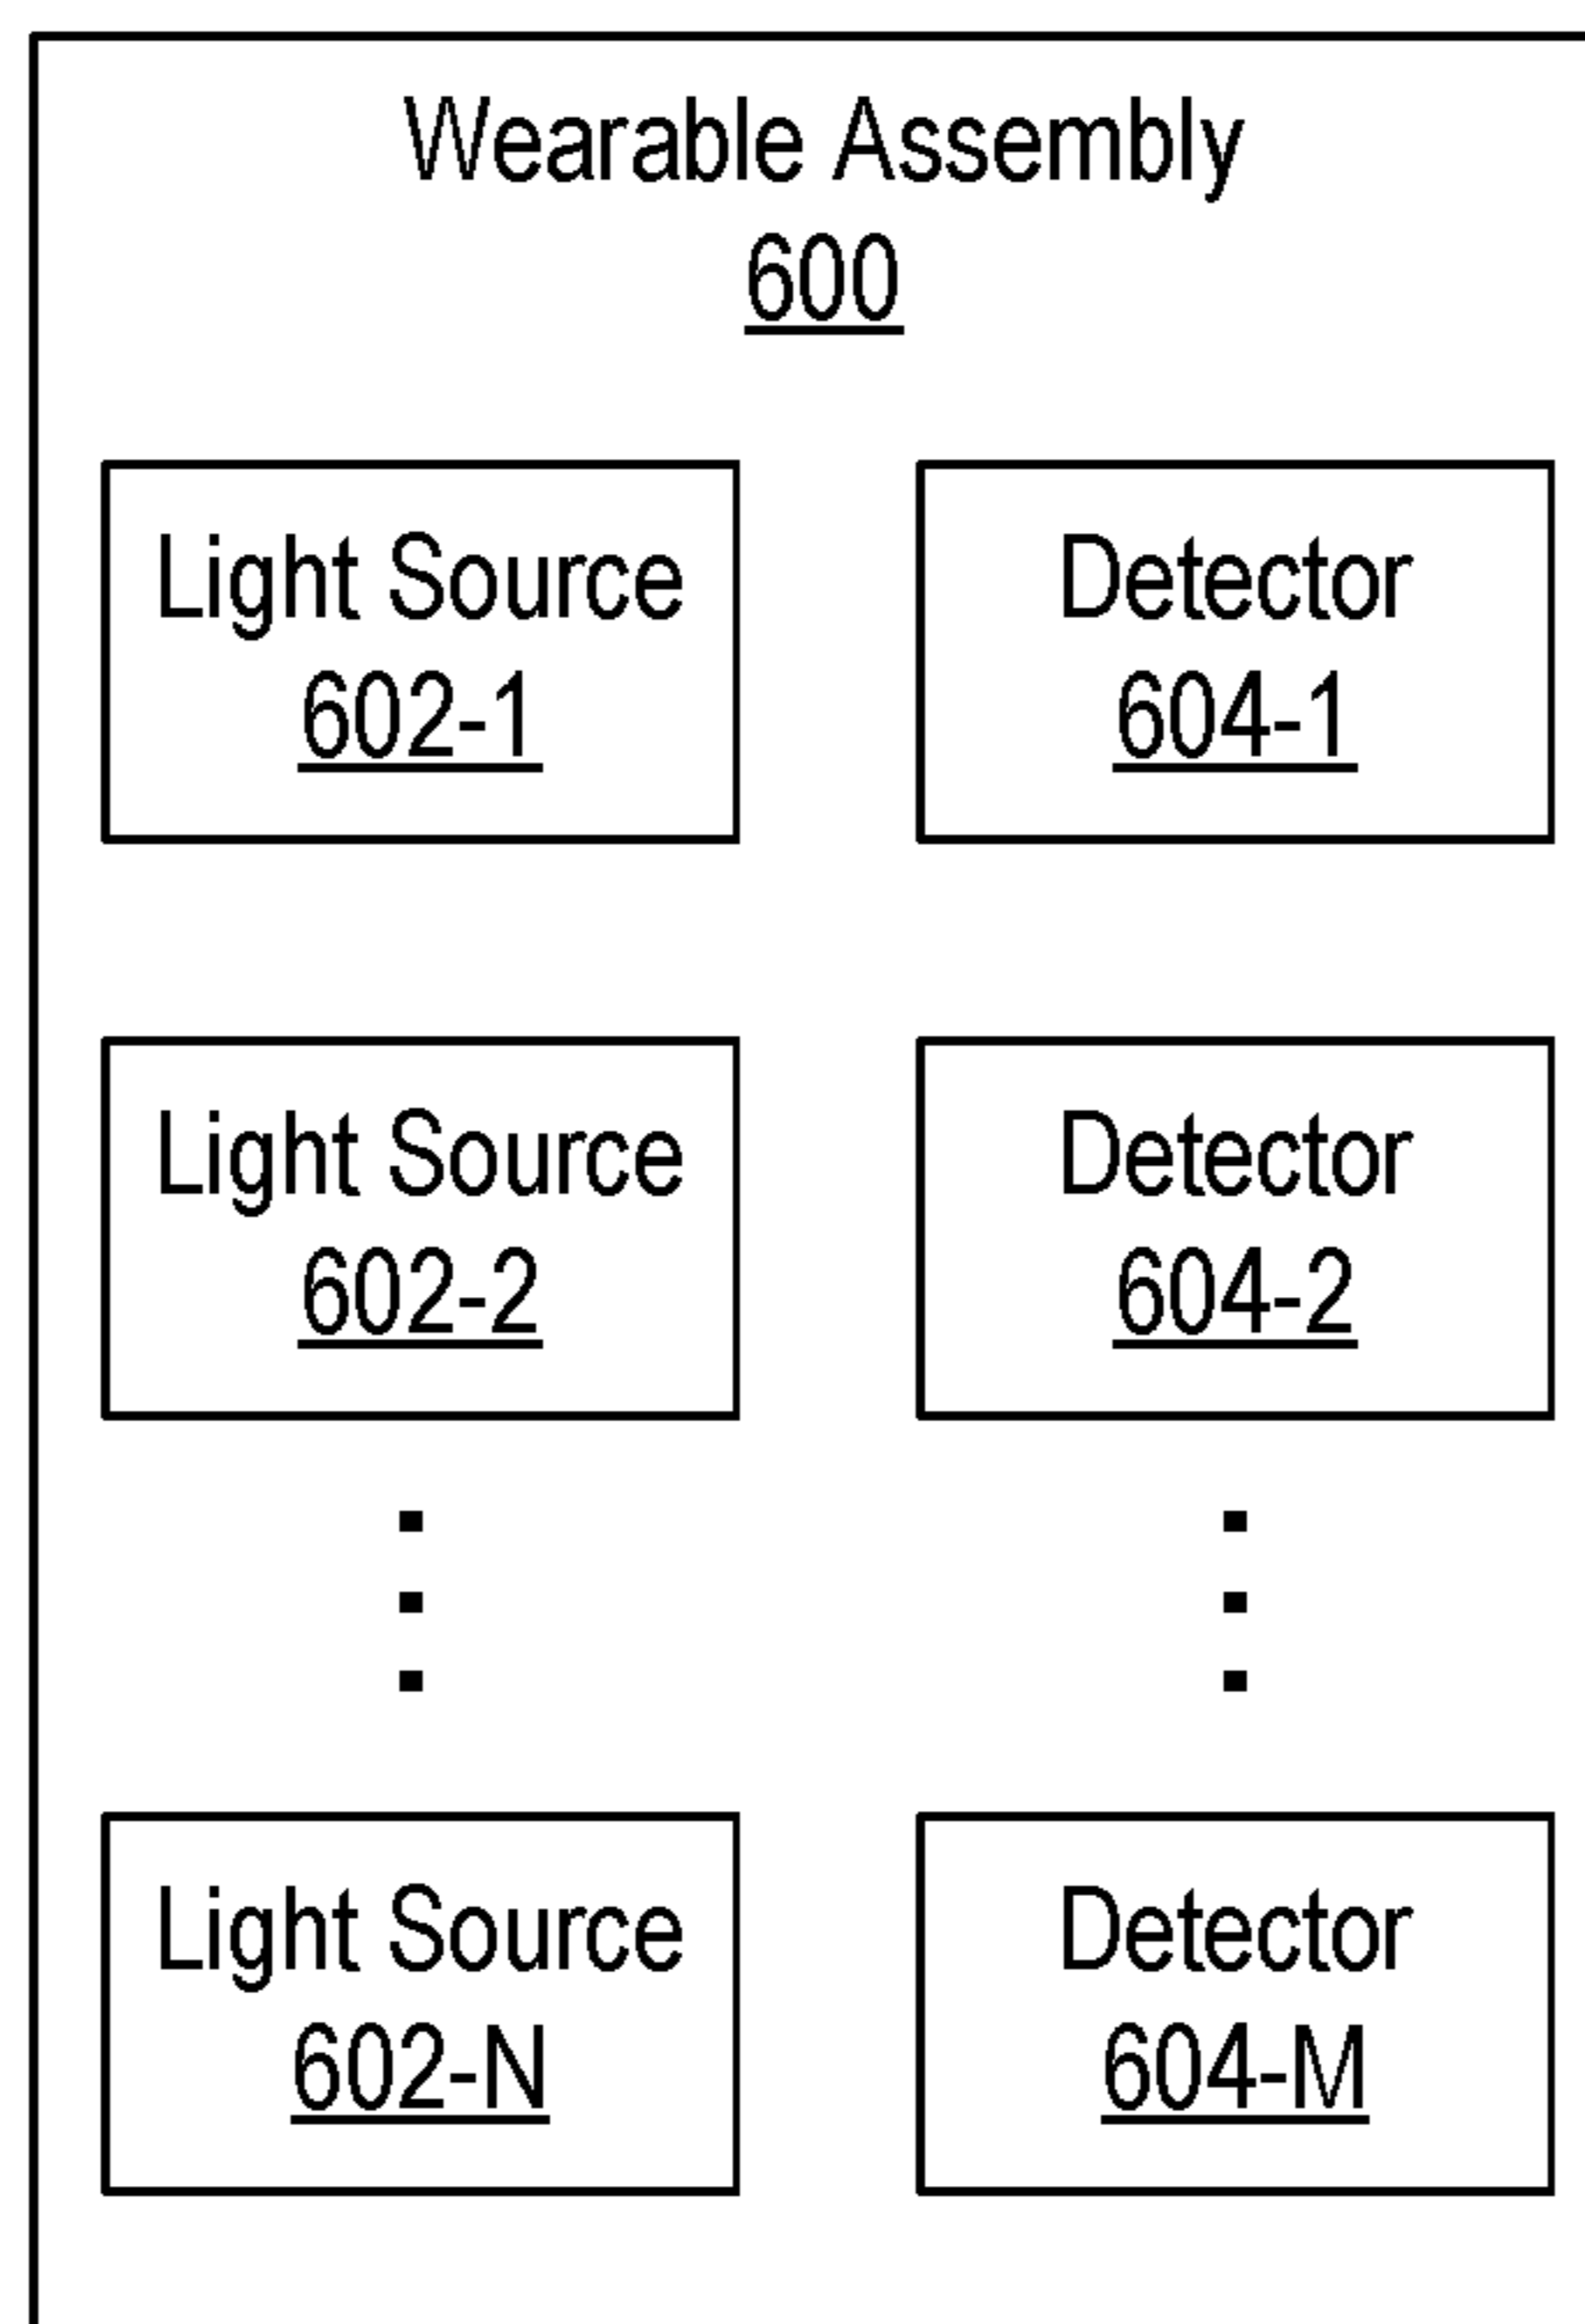 Wearable Assembly
600
Light Source
602-1
Detector
604-1
Light Source
602-2
Detector
604-2
Light Source
602-N
Detector
604-M